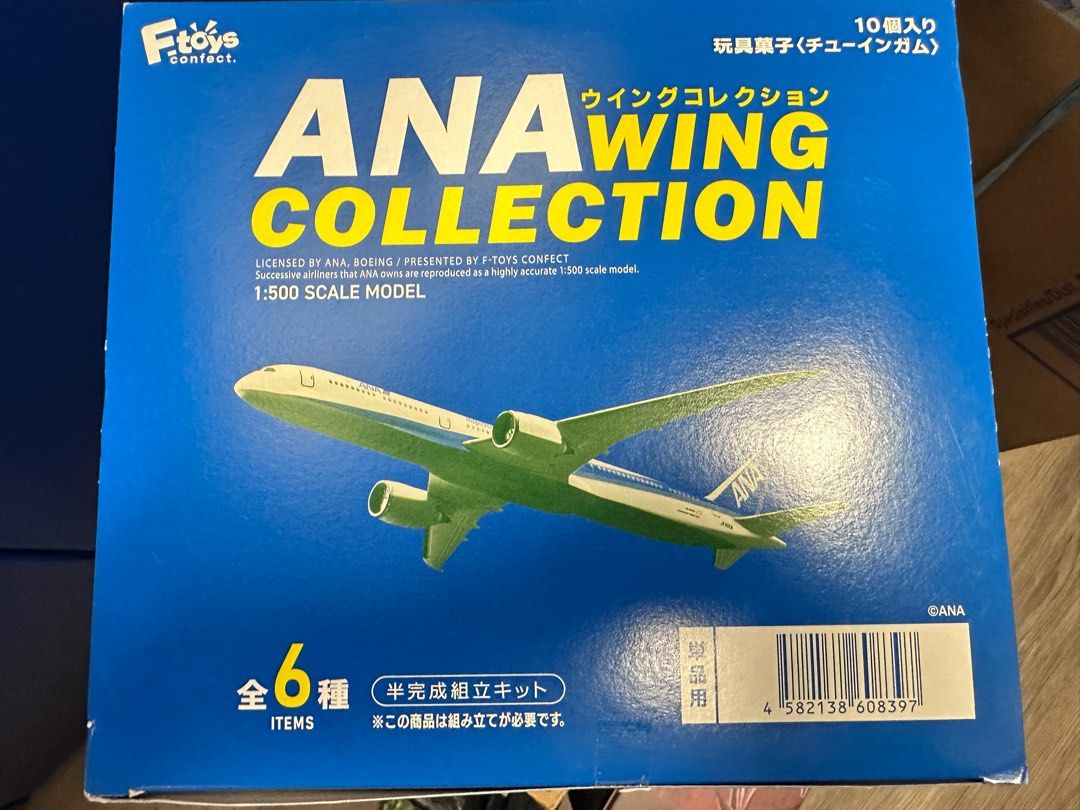 F-toys
confect.
10個入り
玩具菓子〈チューインガム〉
ウイングコレクション
ANA WING
COLLECTION
LICENSED BY ANA, BOEING / PRESENTED BY F-TOYS CONFECT
Successive airliners that ANA owns are reproduced as a highly accurate 1:500 scale model.
1:500 SCALE MODEL
ANA
ANA
©ANA
全6種
ITEMS
半完成組立キット
※この商品は組み立てが必要です。
単品用
4 582138 608397